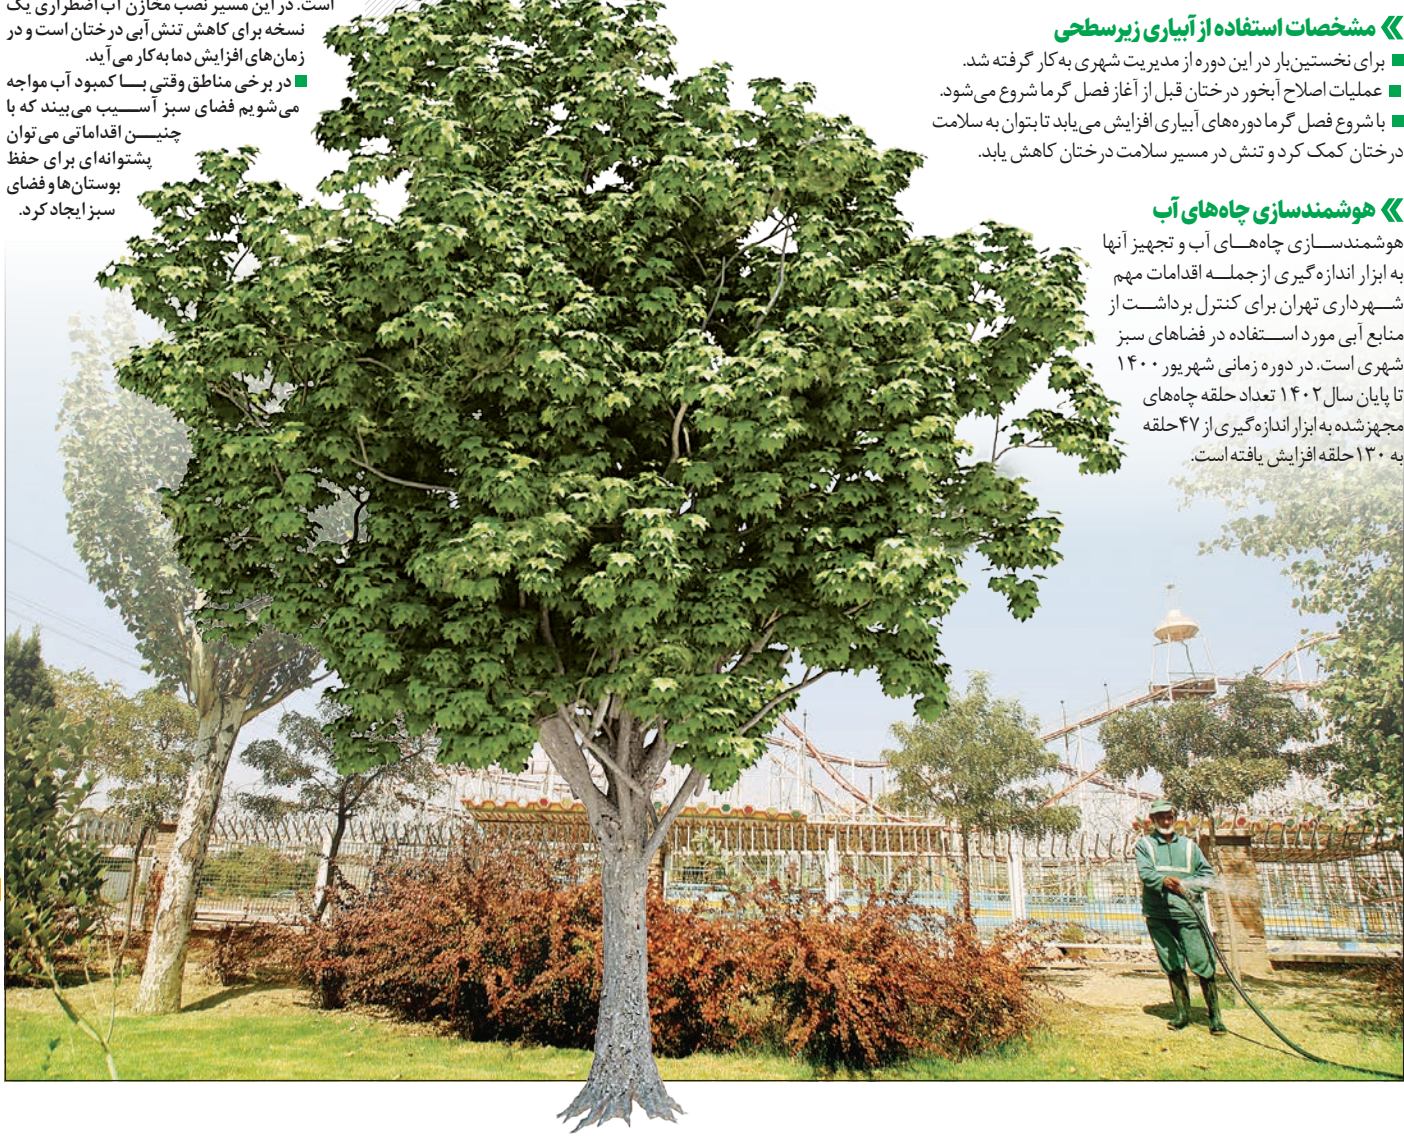 مشخصات استفاده از آبیاری زیرسطحی
برای نخستین‌بار در این دوره از مدیریت شهری به‌کار گرفته شد.
عملیات اصلاح آبخور درختان قبل از آغاز فصل گرما شروع می‌شود.
با شروع فصل گرما دوره‌های آبیاری افزایش می‌یابد تا بتوان به سلامت
درختان کمک کرد و تنش در مسیر سلامت درختان کاهش یابد.
هوشمندسازی چاه‌های آب
هوشمندسازی چاه‌های آب و تجهیز آنها
به ابزار اندازه‌گیری ازجمله اقدامات مهم
شهرداری تهران برای کنترل برداشت از
منابع آبی مورد استفاده در فضاهای سبز
شهری است. در دوره زمانی شهریور ۱۴۰۰
تا پایان سال ۱۴۰۲ تعداد حلقه چاه‌های
مجهزشده به ابزار اندازه‌گیری از ۴۷حلقه
به ۱۳۰حلقه افزایش یافته است.
است. در این مسیر نصب مخازن آب اضطراری یک
نسخه برای کاهش تنش آبی درختان است و در
زمان‌های افزایش دما به‌کار می‌آید.
در برخی مناطق وقتی با کمبود آب مواجه
می‌شویم فضای سبز آسیب می‌بیند که با
چنین اقداماتی می‌توان
پشتوانه‌ای برای حفظ
بوستان‌ها و فضای
سبز ایجاد کرد.